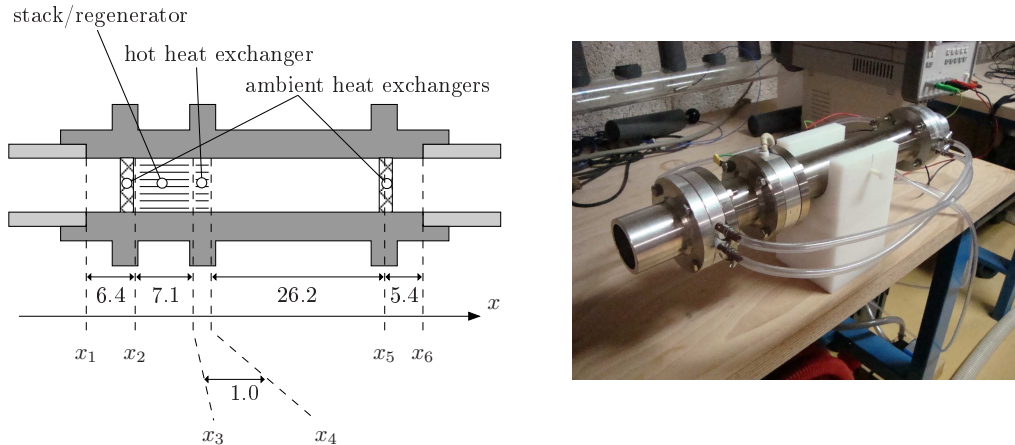 stack/regenerator
hot heat exchanger
ambient heat exchangers
6.4 7.1 26.2 5.4
x
x1 x2 x5 x6
1.0
x3 x4